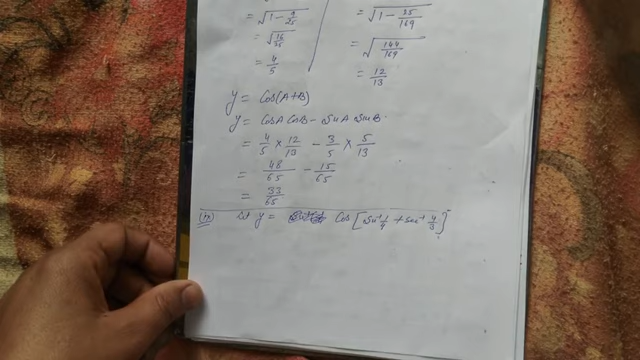 = √(1 - 9/25)
= √(16/25)
= 4/5
= √(1 - 25/169)
= √(144/169)
= 12/13
y = Cos(A+B)
y = CosA CosB - SinA SinB
= 4/5 × 12/13 - 3/5 × 5/13
= 48/65 - 15/65
= 33/65
(ix) Let y = Cos [Sin⁻¹ 1/4 + Sec⁻¹ 4/3]